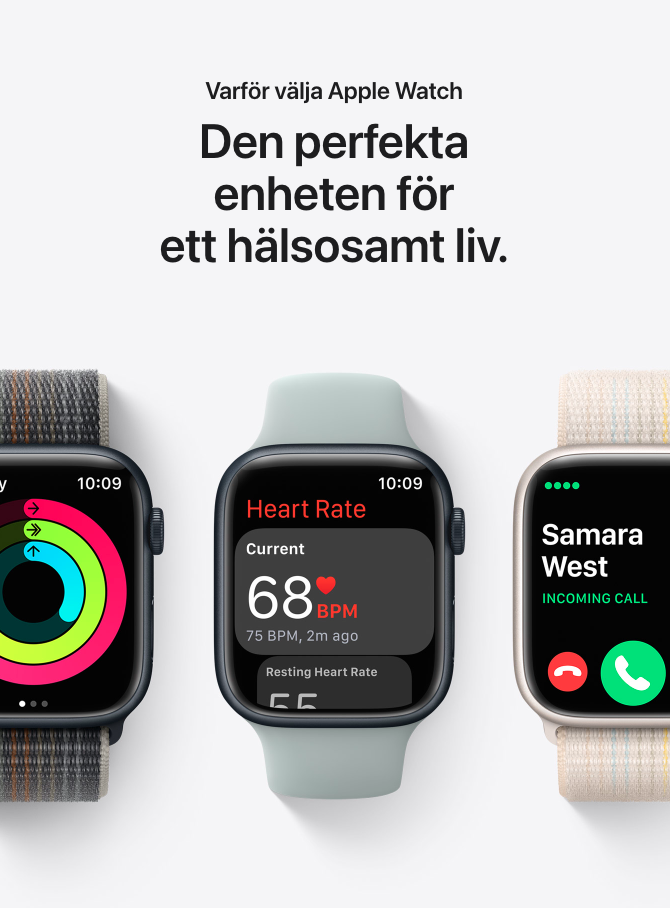 Varför välja Apple Watch
Den perfekta
enheten för
ett hälsosamt liv.
10:09
10:09
Heart Rate
Current
68 BPM
75 BPM, 2m ago
Resting Heart Rate
55
Samara
West
INCOMING CALL